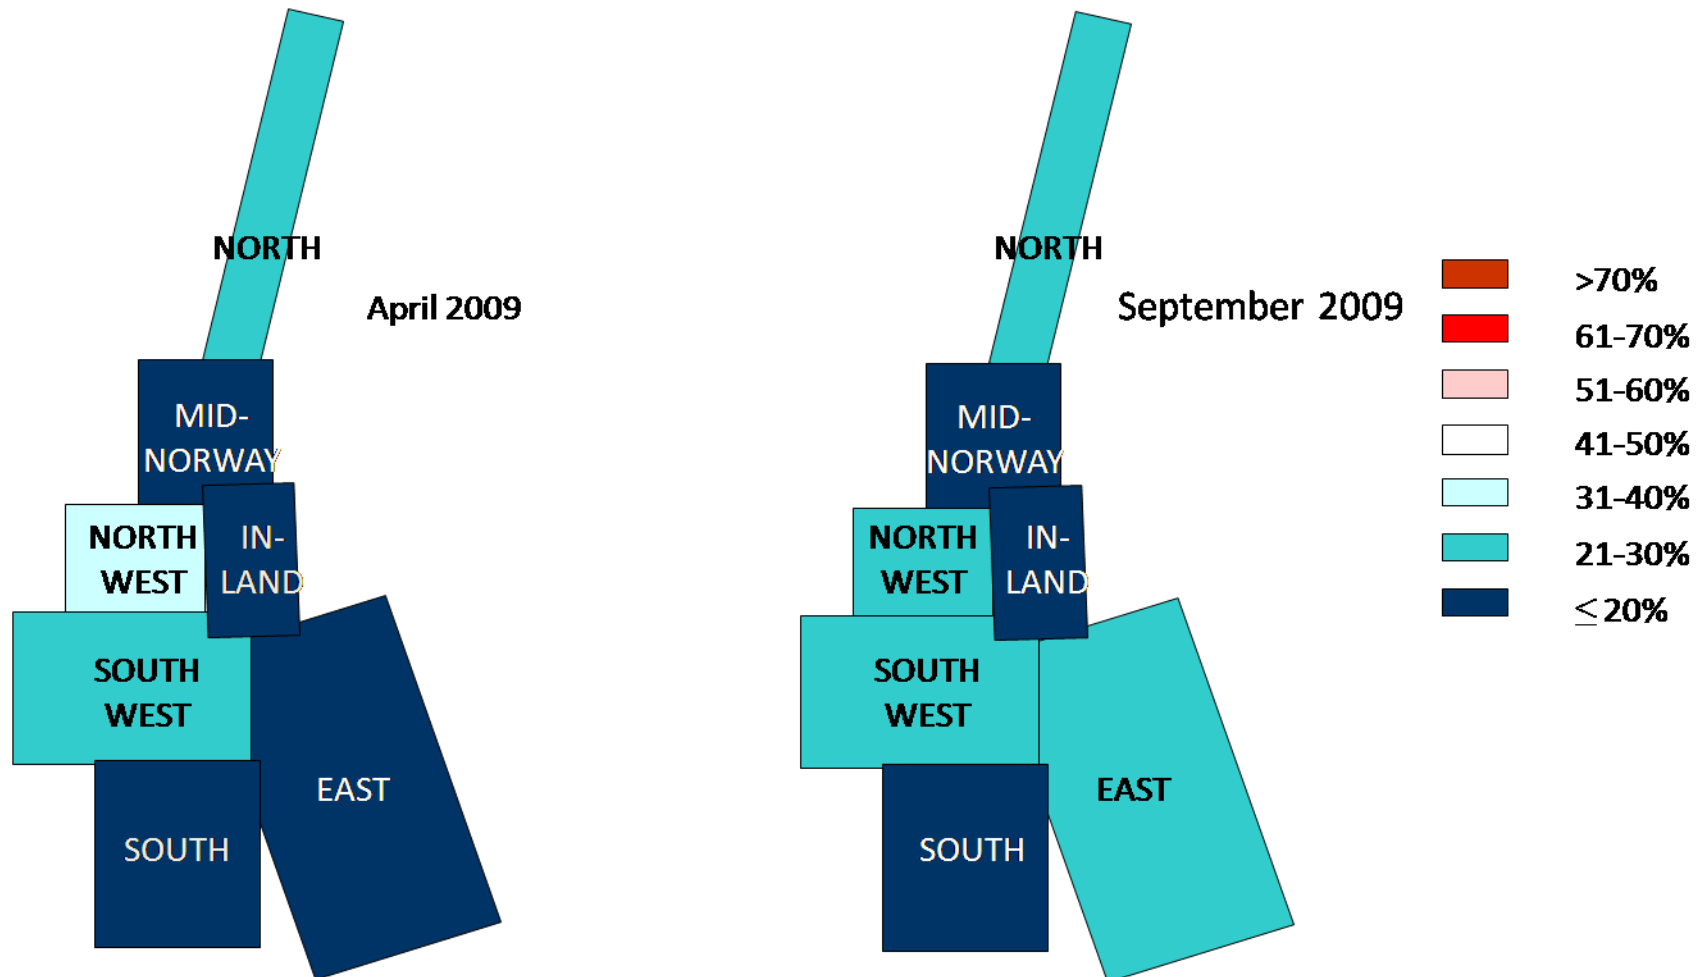 NORTH
April 2009
MID-
NORWAY
NORTH
WEST
IN-
LAND
SOUTH
WEST
EAST
SOUTH
NORTH
September 2009
MID-
NORWAY
NORTH
WEST
IN-
LAND
SOUTH
WEST
EAST
SOUTH
>70%
61-70%
51-60%
41-50%
31-40%
21-30%
≤ 20%